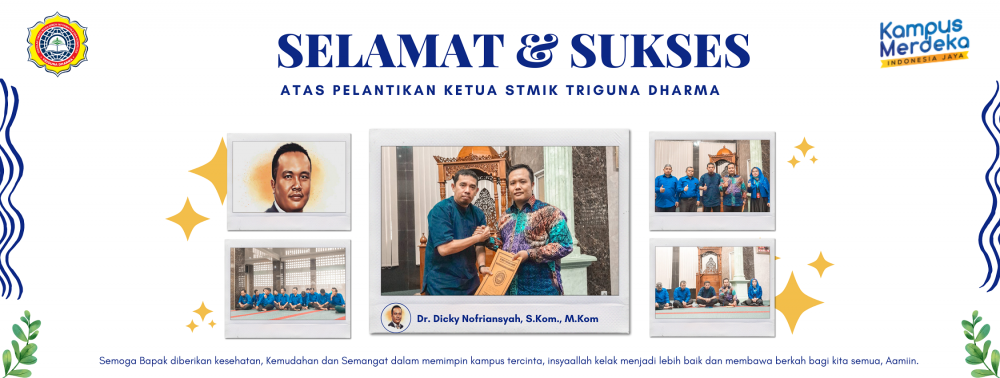 Kampus
Merdeka
INDONESIA JAYA
SELAMAT & SUKSES
ATAS PELANTIKAN KETUA STMIK TRIGUNA DHARMA
Dr. Dicky Nofriansyah, S.Kom., M.Kom
Semoga Bapak diberikan kesehatan, Kemudahan dan Semangat dalam memimpin kampus tercinta, insyaallah kelak menjadi lebih baik dan membawa berkah bagi kita semua, Aamiin.